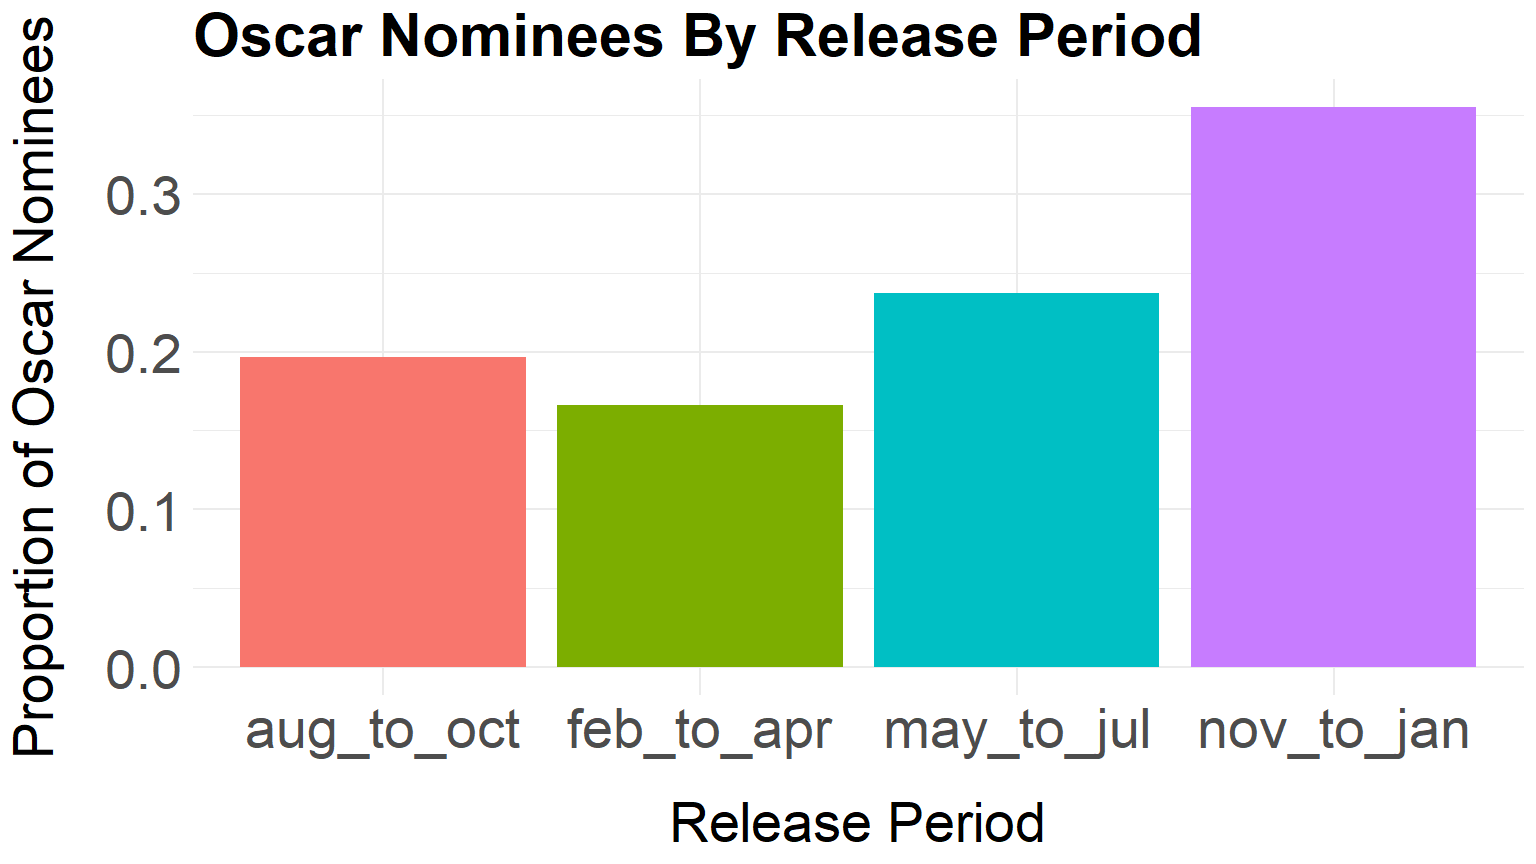 Oscar Nominees By Release Period
Proportion of Oscar Nominees
0.3
0.2
0.1
0.0
aug_to_oct feb_to_apr may_to_jul nov_to_jan
Release Period